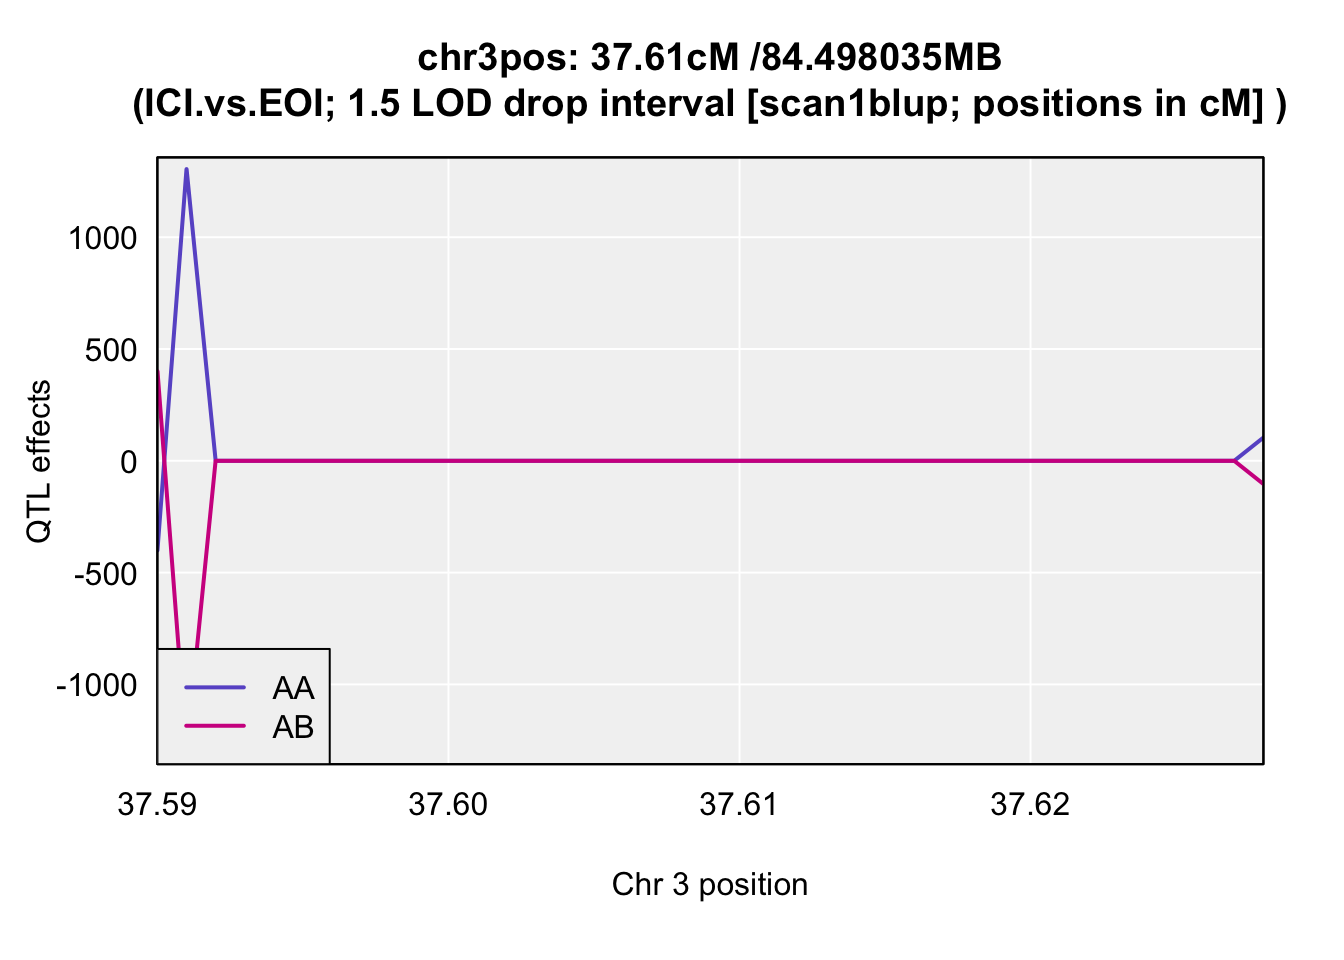 chr3pos: 37.61cM /84.498035MB
(ICI.vs.EOI; 1.5 LOD drop interval [scan1blup; positions in cM] )
QTL effects
1000
500
0
-500
-1000
AA
AB
37.59 37.60 37.61 37.62
Chr 3 position